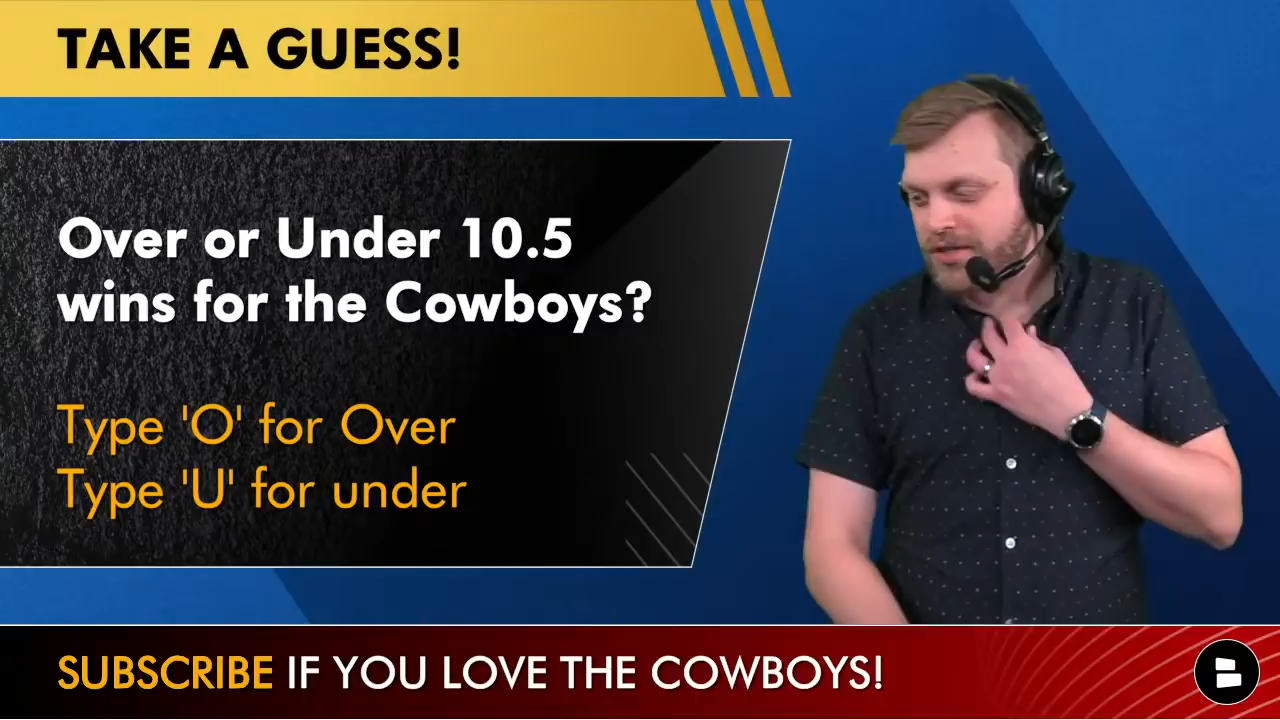 TAKE A GUESS!
Over or Under 10.5
wins for the Cowboys?
Type 'O' for Over
Type 'U' for under
SUBSCRIBE IF YOU LOVE THE COWBOYS!